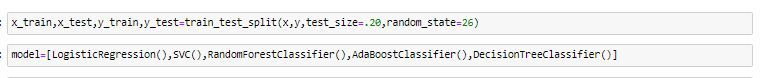 x_train,x_test,y_train,y_test=train_test_split(x,y,test_size=.20,random_state=26)
model=[LogisticRegression(),SVC(),RandomForestClassifier(),AdaBoostClassifier(),DecisionTreeClassifier()]